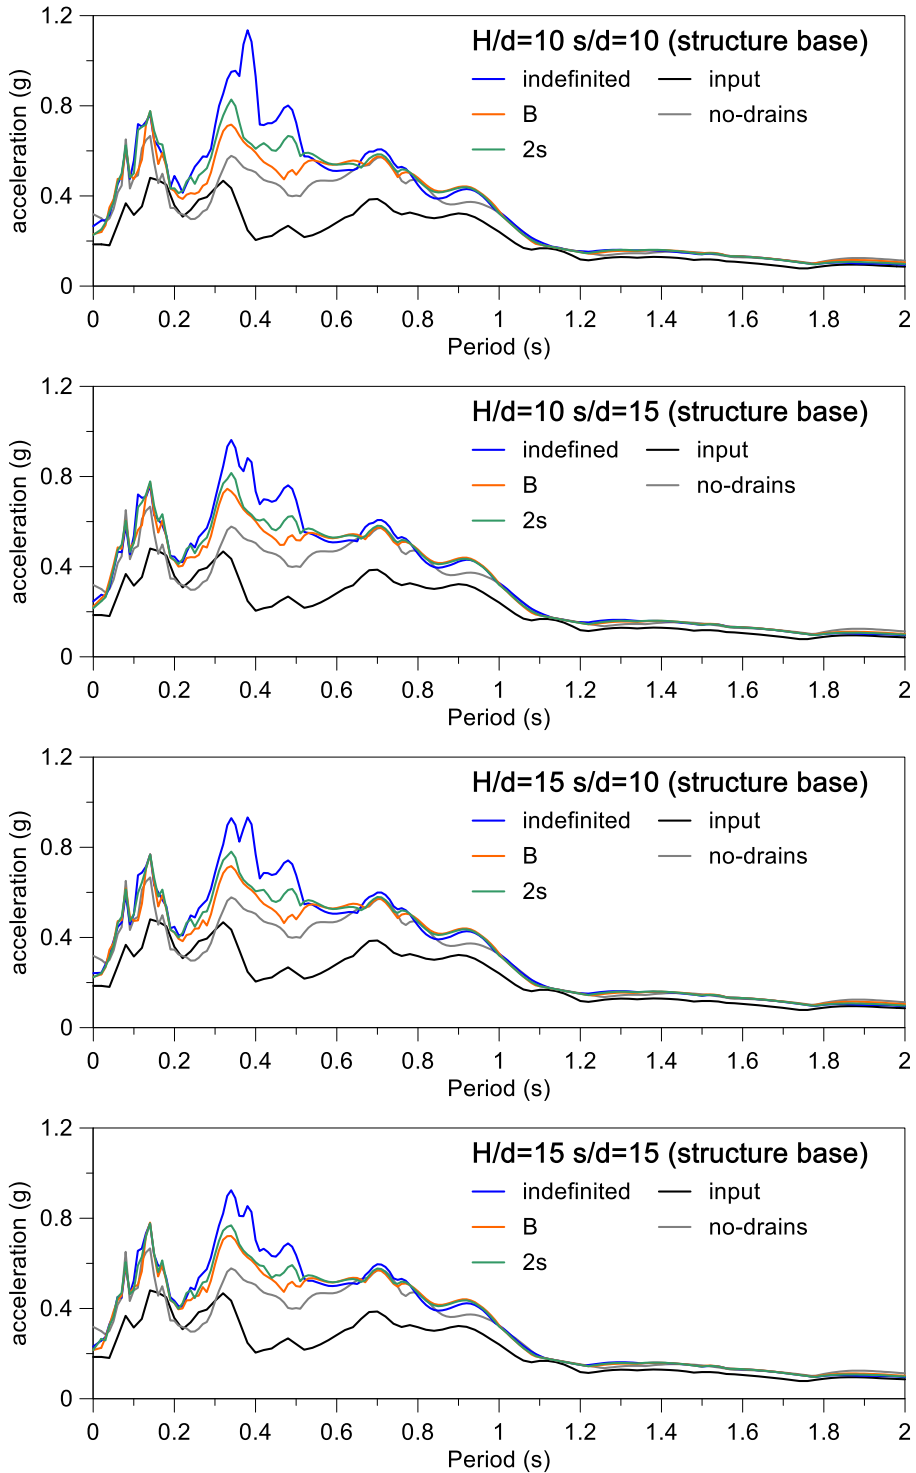 H/d=10 s/d=10 (structure base)
indefinited input
B no-drains
2s
acceleration (g)
1.2
0.8
0.4
0
0 0.2 0.4 0.6 0.8 1 1.2 1.4 1.6 1.8 2
Period (s)
H/d=10 s/d=15 (structure base)
indefined input
B no-drains
2s
acceleration (g)
1.2
0.8
0.4
0
0 0.2 0.4 0.6 0.8 1 1.2 1.4 1.6 1.8 2
Period (s)
H/d=15 s/d=10 (structure base)
indefinited input
B no-drains
2s
acceleration (g)
1.2
0.8
0.4
0
0 0.2 0.4 0.6 0.8 1 1.2 1.4 1.6 1.8 2
Period (s)
H/d=15 s/d=15 (structure base)
indefinited input
B no-drains
2s
acceleration (g)
1.2
0.8
0.4
0
0 0.2 0.4 0.6 0.8 1 1.2 1.4 1.6 1.8 2
Period (s)